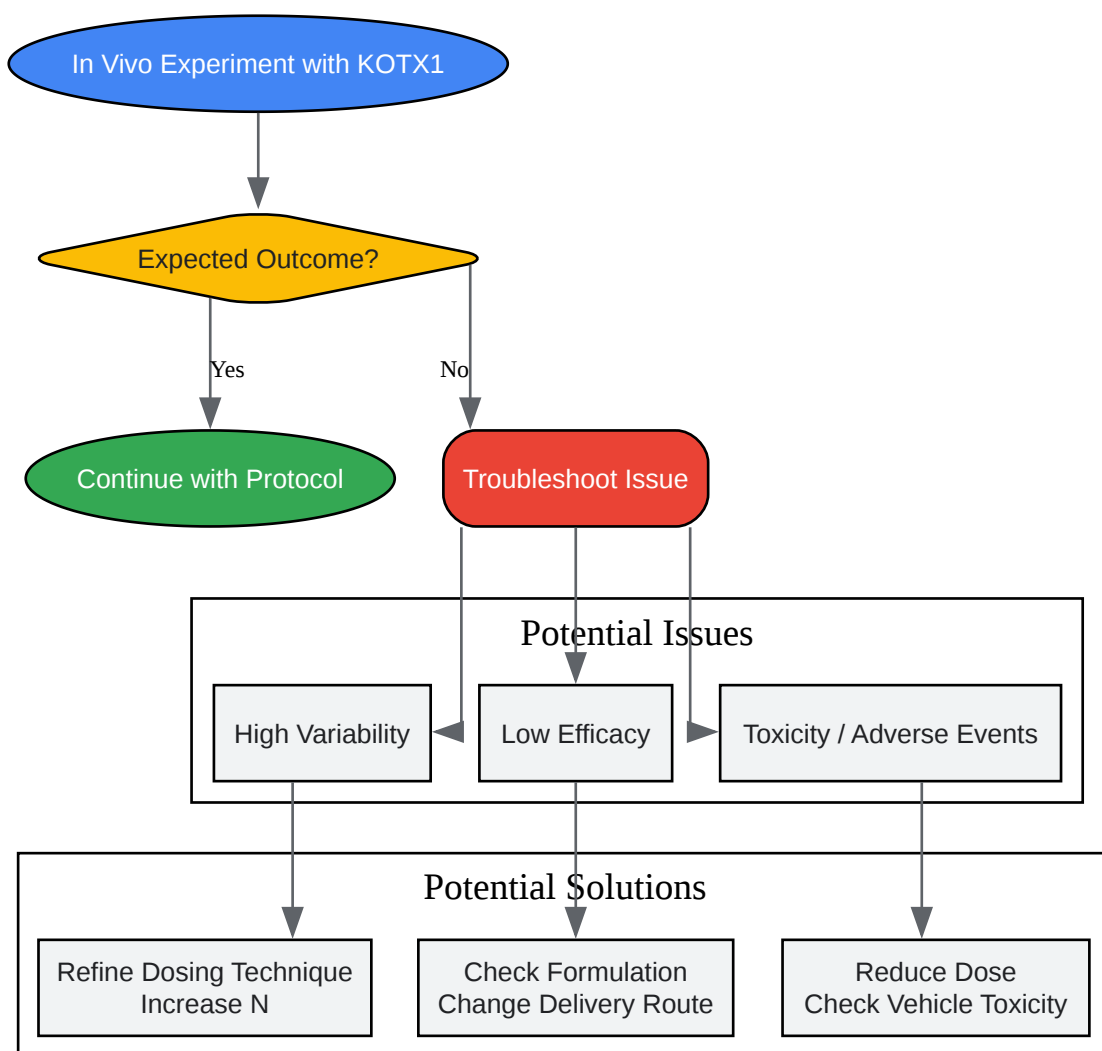 In Vivo Experiment with KOTX1
Expected Outcome?
Yes
No
Continue with Protocol
Troubleshoot Issue
Potential Issues
High Variability
Low Efficacy
Toxicity / Adverse Events
Potential Solutions
Refine Dosing Technique
Increase N
Check Formulation
Change Delivery Route
Reduce Dose
Check Vehicle Toxicity